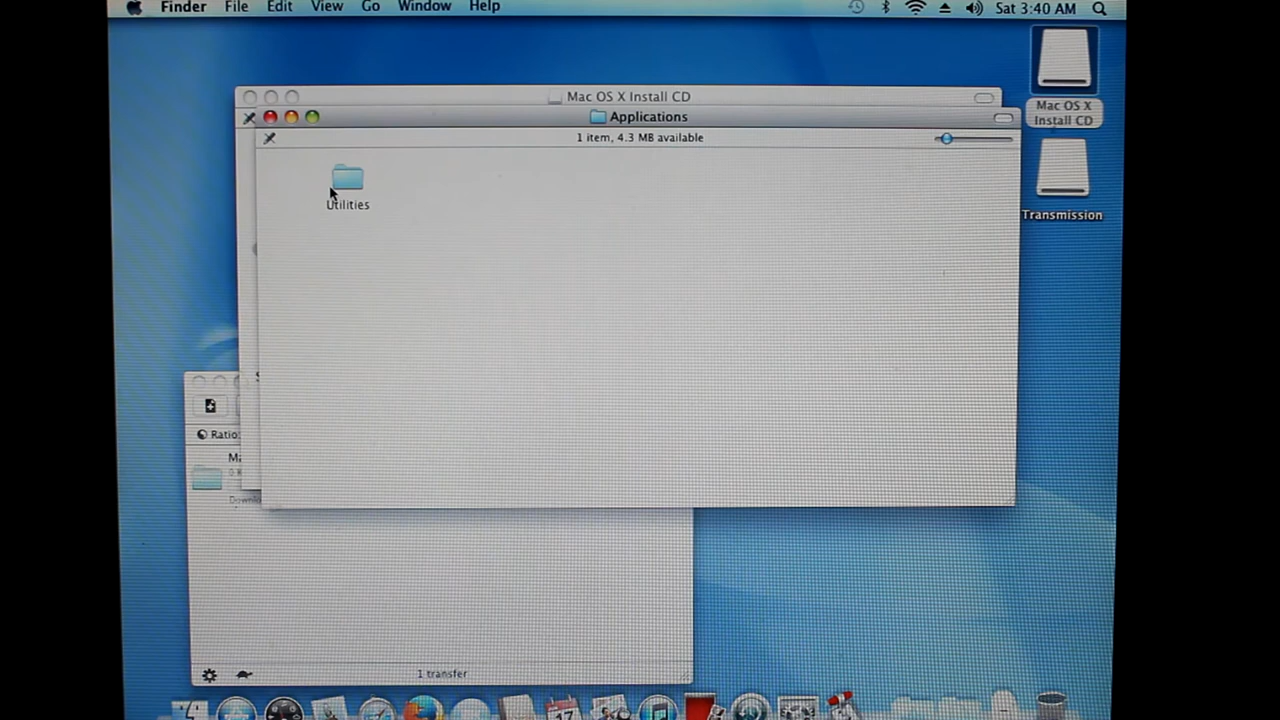 Finder File Edit View Go Window Help
Sat 3:40 AM
Mac OS X Install CD
Applications
1 item, 4.3 MB available
Utilities
Mac OS X
Install CD
Transmission
Ratio:
1 transfer
17